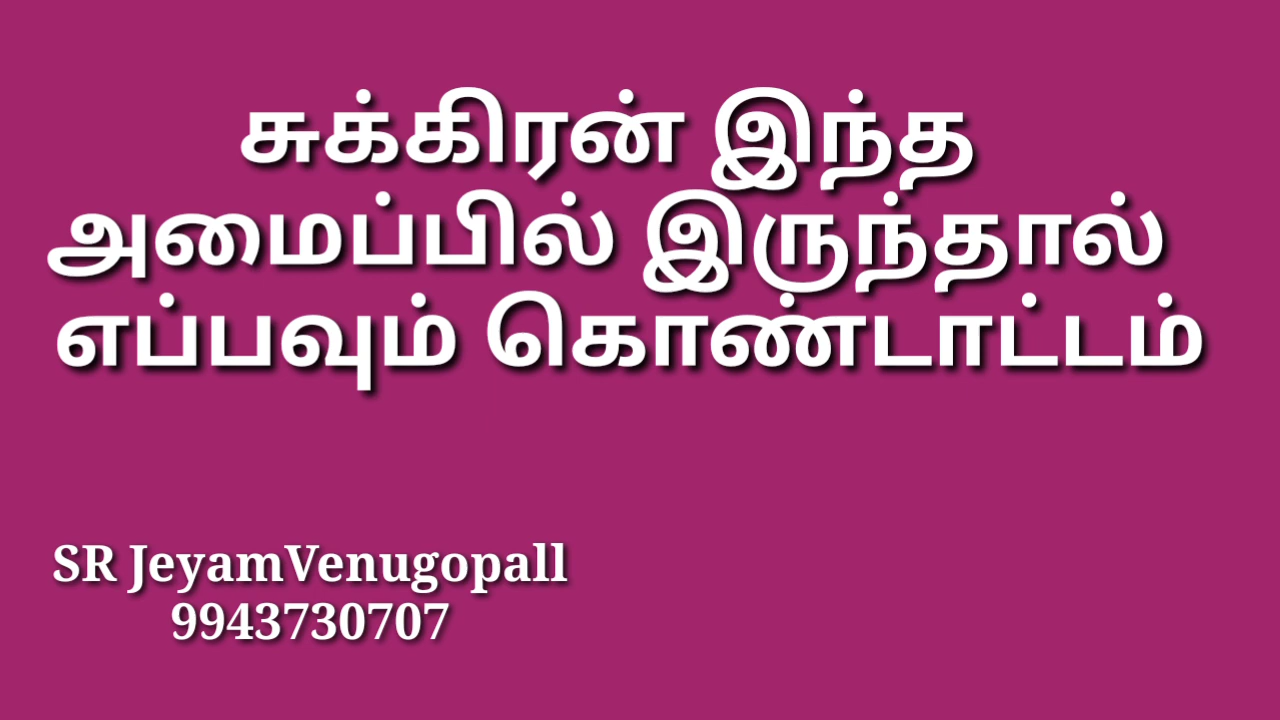 சுக்கிரன் இந்த
அமைப்பில் இருந்தால்
எப்பவும் கொண்டாட்டம்
SR JeyamVenugopall
9943730707